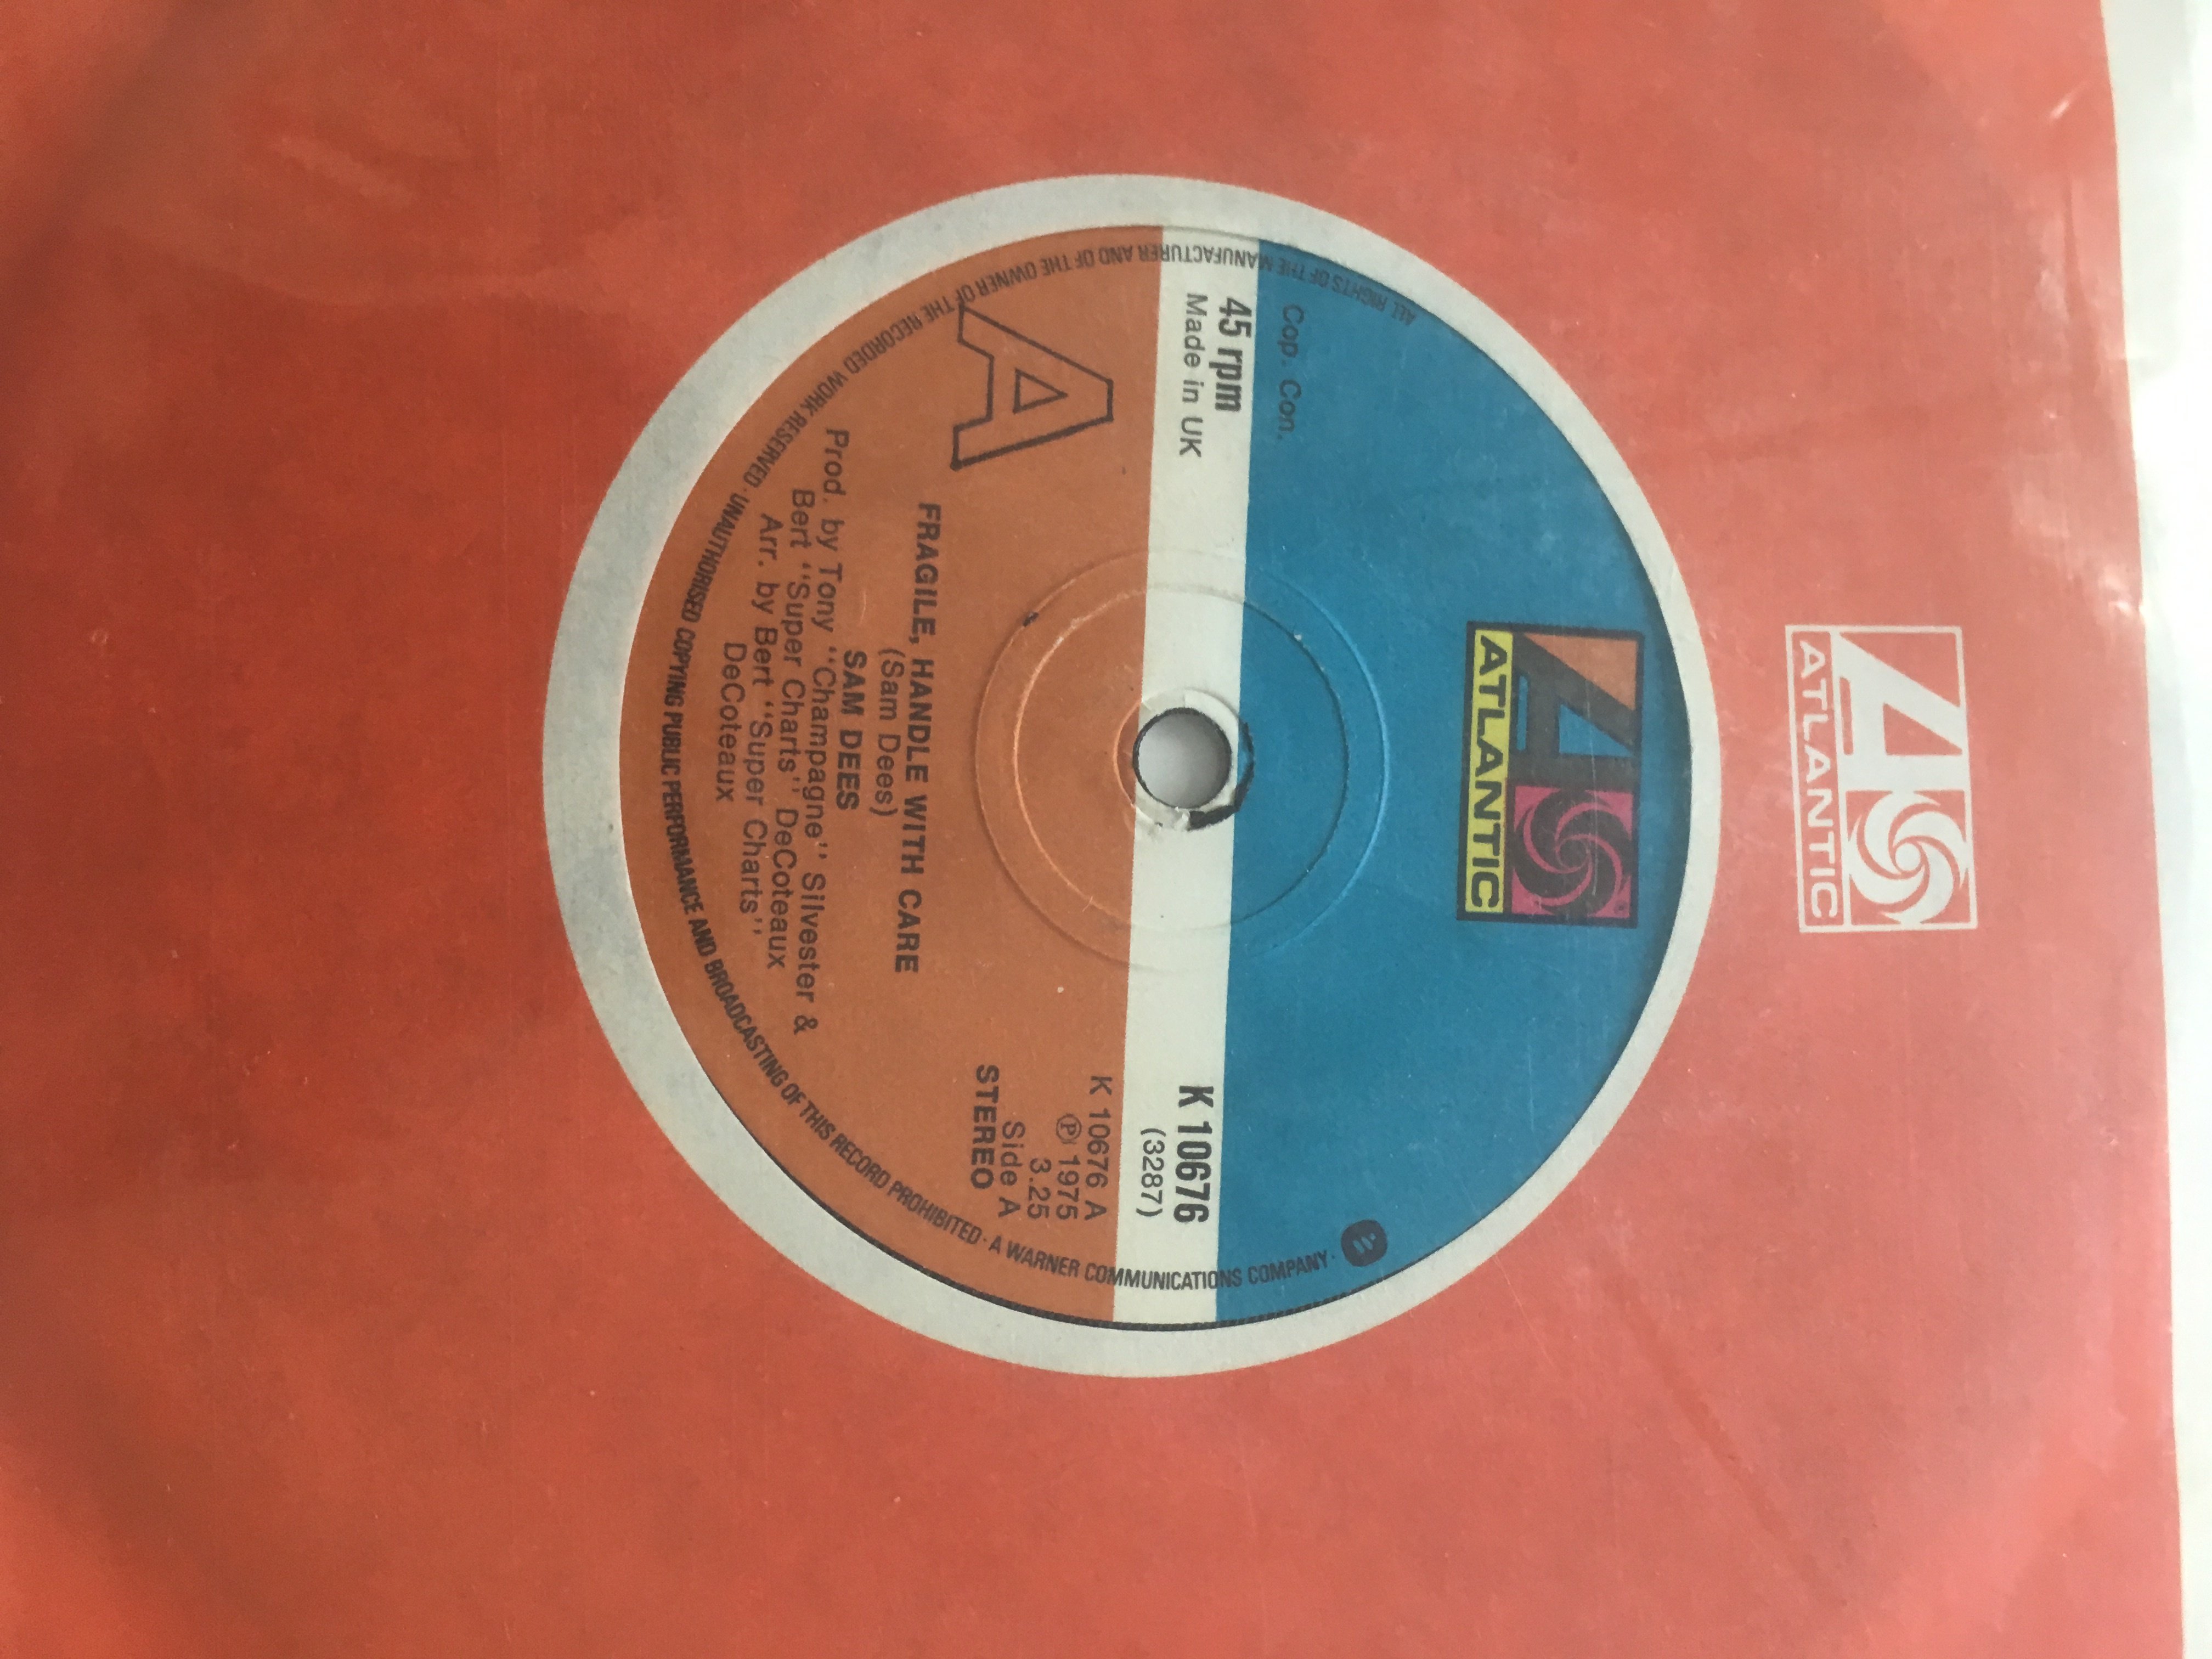 ATLANTIC
ATLANTIC
Cop. Con.
45 rpm
Made in UK
K 10676
(3287)
A
K 10676 A
Ⓟ 1975
3.25
Side A
STEREO
FRAGILE, HANDLE WITH CARE
(Sam Dees)
SAM DEES
Prod. by Tony "Champagne" Silvester &
Bert "Super Charts' DeCoteaux
Arr. by Bert "Super Charts"
DeCoteaux
ALL RIGHTS OF THE MANUFACTURER AND OF THE OWNER OF THE RECORDED WORK RESERVED · UNAUTHORISED COPYING PUBLIC PERFORMANCE AND BROADCASTING OF THIS RECORD PROHIBITED · A WARNER COMMUNICATIONS COMPANY ·